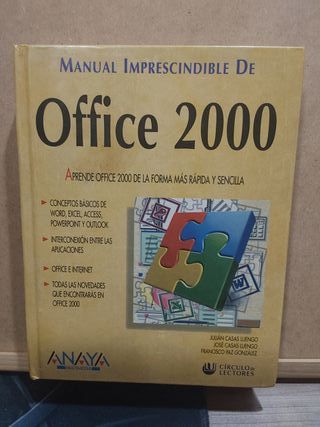 MANUAL IMPRESCINDIBLE DE
Office 2000
APRENDE OFFICE 2000 DE LA FORMA MÁS RÁPIDA Y SENCILLA
CONCEPTOS BÁSICOS DE
WORD, EXCEL, ACCESS,
POWERPOINT Y OUTLOOK
INTERCONEXIÓN ENTRE LAS
APLICACIONES
OFFICE E INTERNET
TODAS LAS NOVEDADES
QUE ENCONTRARÁS EN
OFFICE 2000
JULIÁN CASAS LUENGO
JOSÉ CASAS LUENGO
FRANCISCO PAZ GONZÁLEZ
ANAYA
MULTIMEDIA
CÍRCULO de
LECTORES